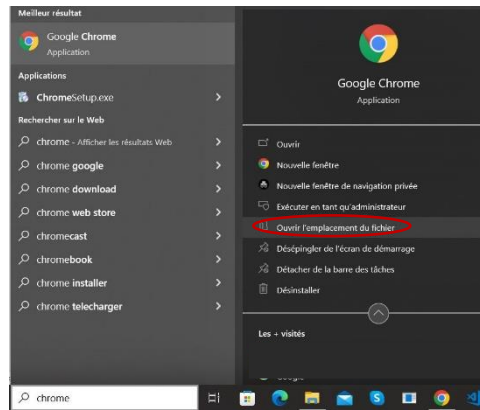 Meilleur résultat
Google Chrome
Application
Applications
ChromeSetup.exe
Rechercher sur le Web
chrome - Afficher les résultats Web
chrome google
chrome download
chrome web store
chromecast
chromebook
chrome installer
chrome telecharger
chrome
Google Chrome
Application
Ouvrir
Nouvelle fenêtre
Nouvelle fenêtre de navigation privée
Exécuter en tant qu'administrateur
Ouvrir l'emplacement du fichier
Désépingler de l'écran de démarrage
Détacher de la barre des tâches
Désinstaller
Les + visités